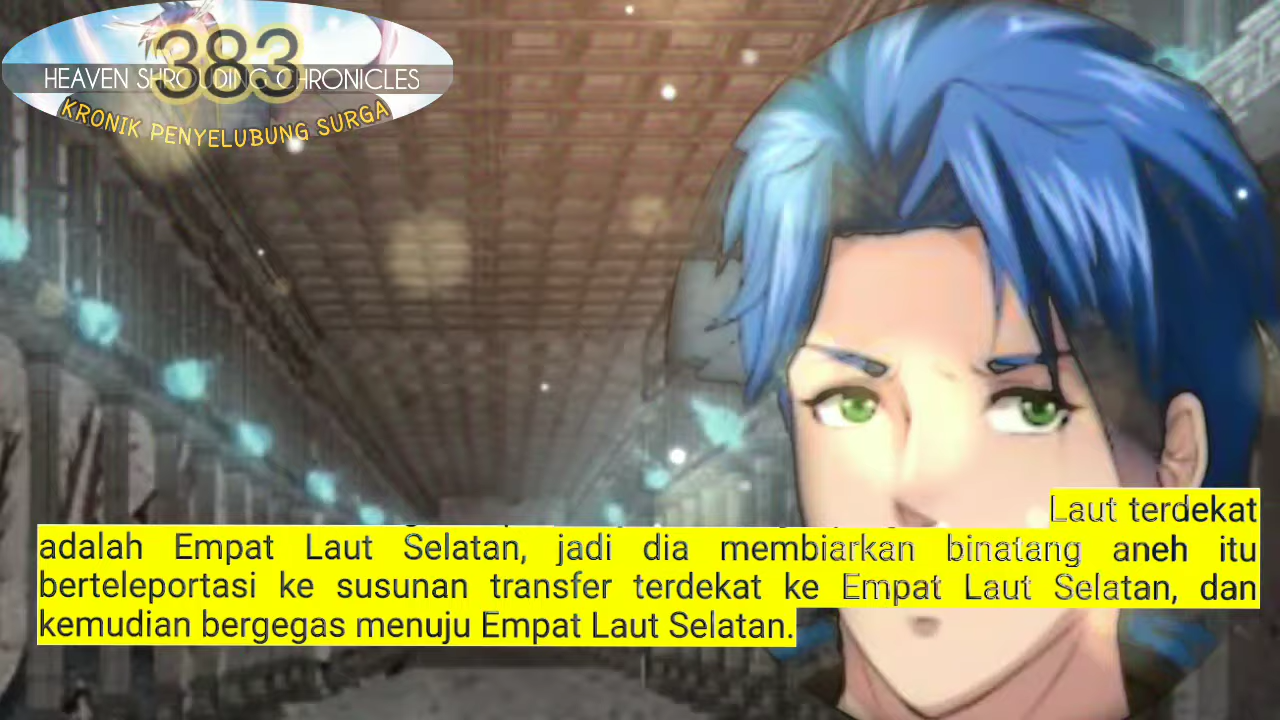 383
HEAVEN SHROUDING CHRONICLES
KRONIK PENYELUBUNG SURGA
Laut terdekat
adalah Empat Laut Selatan, jadi dia membiarkan binatang aneh itu
berteleportasi ke susunan transfer terdekat ke Empat Laut Selatan, dan
kemudian bergegas menuju Empat Laut Selatan.